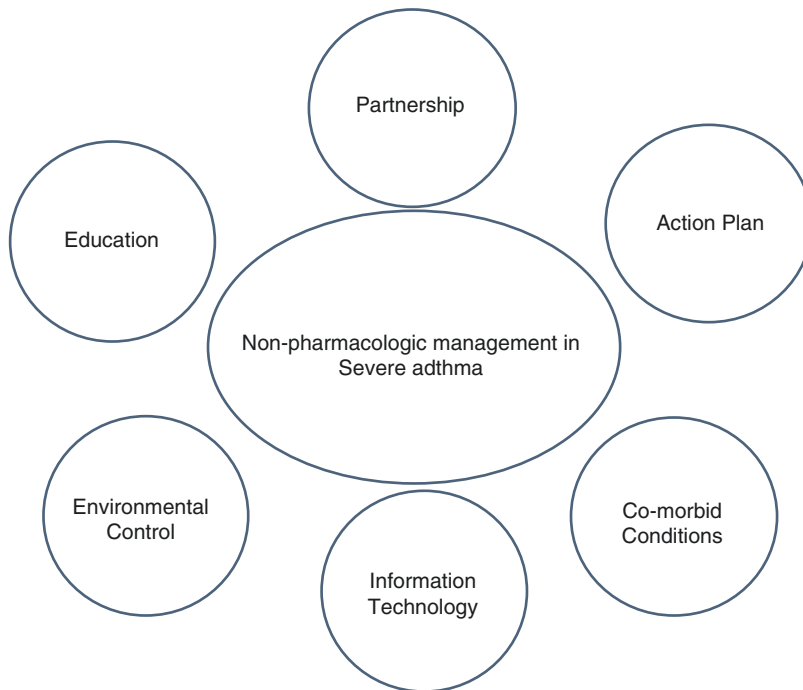 Partnership
Education
Action Plan
Non-pharmacologic management in
Severe adthma
Environmental
Control
Co-morbid
Conditions
Information
Technology